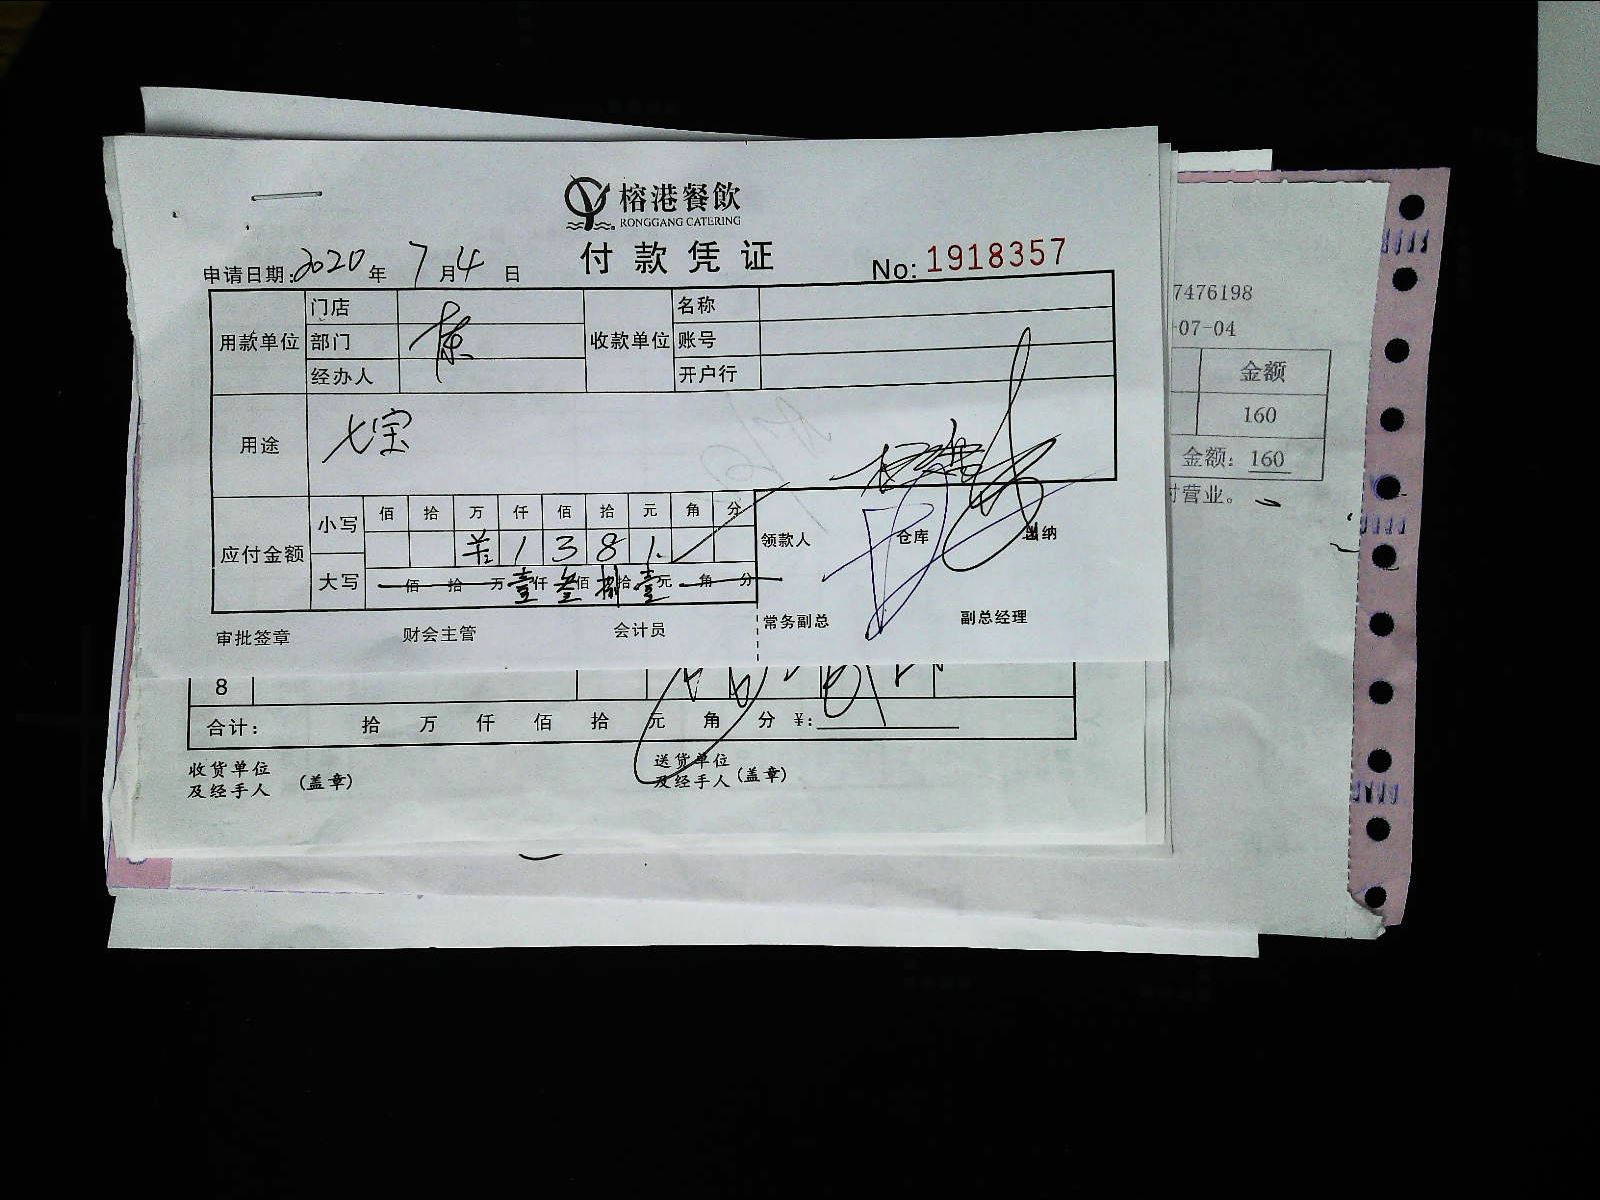 榕港餐飲
RONGGANG CATERING
付款凭证
No: 1918357
申请日期: 2020 年 7 月 4 日
用款单位 门店 收款单位 名称
部门 账号
经办人 开户行
用途 七宝
应付金额 小写 佰 拾 万 仟 佰 拾 元 角 分
羊 1 3 8 1.
大写 佰 拾 万 壹 仟 叁 佰 捌 拾 壹 元 角 分
领款人 仓库 出纳
常务副总 副总经理
审批签章 财会主管 会计员
8
合计: 拾 万 仟 佰 拾 元 角 分 ¥:
收货单位
及经手人 (盖章)
送货单位
及经手人 (盖章)
7476198
-07-04
金额
160
金额: 160
时营业。